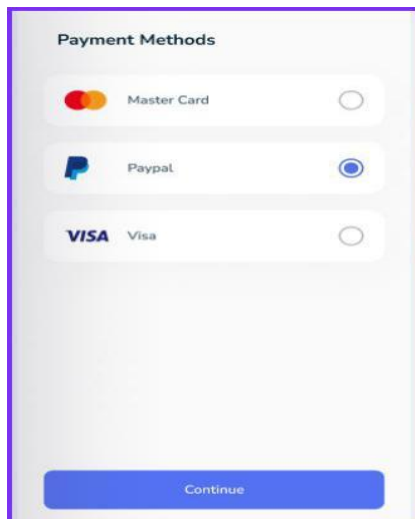 Payment Methods
Master Card
Paypal
VISA Visa
Continue